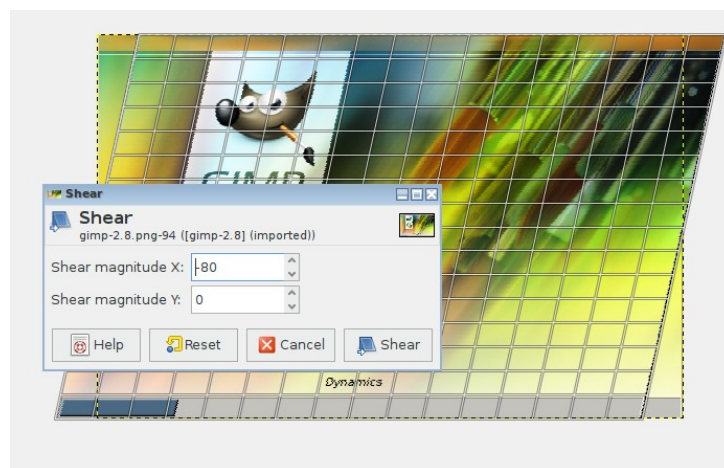 GIMP
Shear
Shear
gimp-2.8.png-94 ([gimp-2.8] (imported))
Shear magnitude X: -80
Shear magnitude Y: 0
Help Reset Cancel Shear
Dynamics